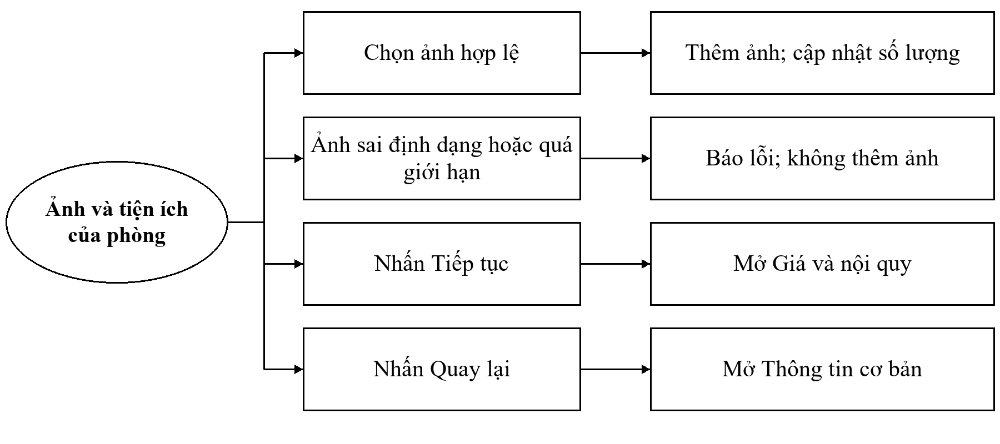 Chọn ảnh hợp lệ
Thêm ảnh; cập nhật số lượng
Ảnh sai định dạng hoặc quá
giới hạn
Báo lỗi; không thêm ảnh
Ảnh và tiện ích
của phòng
Nhấn Tiếp tục
Mở Giá và nội quy
Nhấn Quay lại
Mở Thông tin cơ bản